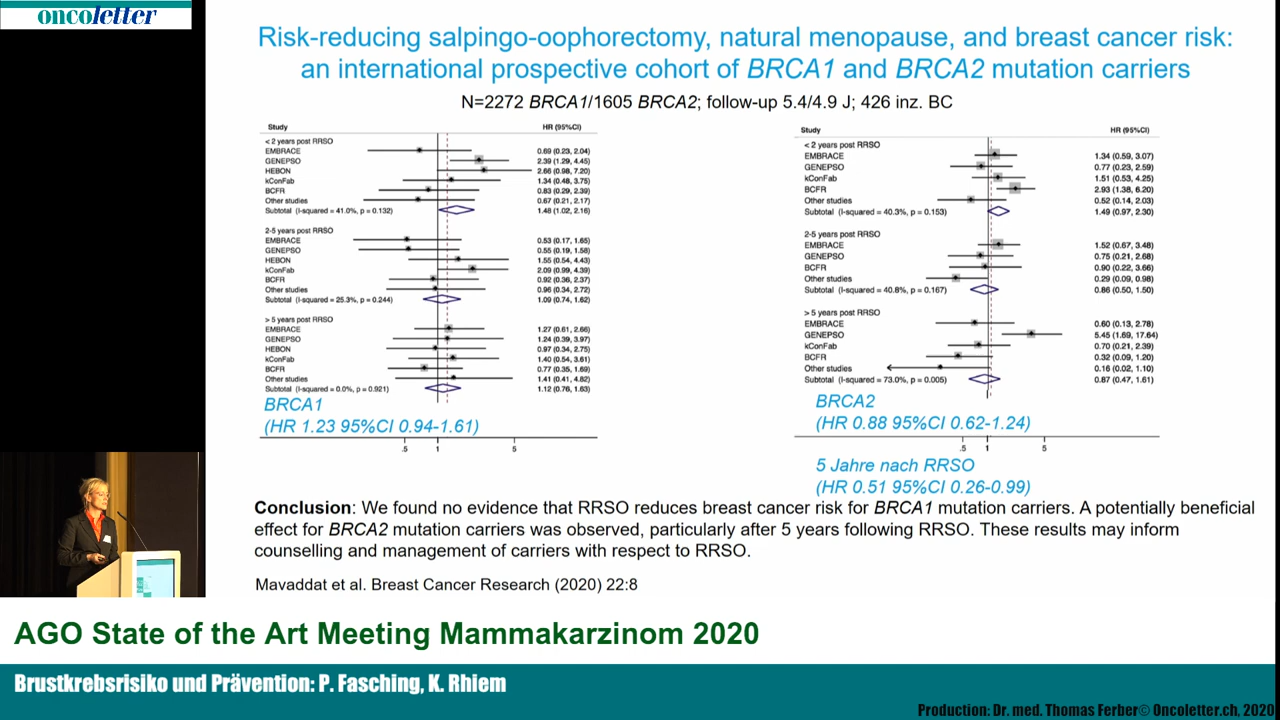 oncoletter
Risk-reducing salpingo-oophorectomy, natural menopause, and breast cancer risk:
an international prospective cohort of BRCA1 and BRCA2 mutation carriers
N=2272 BRCA1/1605 BRCA2; follow-up 5.4/4.9 J; 426 inz. BC
Study HR (95%CI)
< 2 years post RRSO
EMBRACE 0.69 (0.23, 2.04)
GENEPSO 2.39 (1.29, 4.45)
HEBON 2.66 (0.98, 7.20)
kConFab 1.34 (0.48, 3.75)
BCFR 0.83 (0.29, 2.39)
Other studies 0.67 (0.21, 2.17)
Subtotal (I-squared = 41.0%, p = 0.132) 1.48 (1.02, 2.16)
2-5 years post RRSO
EMBRACE 0.53 (0.17, 1.65)
GENEPSO 0.55 (0.19, 1.58)
HEBON 1.55 (0.54, 4.43)
kConFab 2.09 (0.99, 4.39)
BCFR 0.92 (0.36, 2.37)
Other studies 0.96 (0.34, 2.72)
Subtotal (I-squared = 25.3%, p = 0.244) 1.09 (0.74, 1.62)
> 5 years post RRSO
EMBRACE 1.27 (0.61, 2.66)
GENEPSO 1.24 (0.39, 3.97)
HEBON 0.97 (0.34, 2.75)
kConFab 1.40 (0.54, 3.61)
BCFR 0.77 (0.35, 1.69)
Other studies 1.41 (0.41, 4.82)
Subtotal (I-squared = 0.0%, p = 0.921) 1.12 (0.76, 1.63)
BRCA1
(HR 1.23 95%CI 0.94-1.61)
.5 1 5
Study HR (95%CI)
< 2 years post RRSO
EMBRACE 1.34 (0.59, 3.07)
GENEPSO 0.77 (0.23, 2.59)
kConFab 1.51 (0.53, 4.25)
BCFR 2.93 (1.38, 6.20)
Other studies 0.52 (0.14, 2.03)
Subtotal (I-squared = 40.3%, p = 0.153) 1.49 (0.97, 2.30)
2-5 years post RRSO
EMBRACE 1.52 (0.67, 3.48)
GENEPSO 0.75 (0.21, 2.68)
BCFR 0.90 (0.22, 3.66)
Other studies 0.29 (0.09, 0.98)
Subtotal (I-squared = 40.8%, p = 0.167) 0.86 (0.50, 1.50)
> 5 years post RRSO
EMBRACE 0.60 (0.13, 2.78)
GENEPSO 5.45 (1.69, 17.64)
kConFab 0.70 (0.21, 2.39)
BCFR 0.32 (0.09, 1.20)
Other studies 0.16 (0.02, 1.10)
Subtotal (I-squared = 73.0%, p = 0.005) 0.87 (0.47, 1.61)
BRCA2
(HR 0.88 95%CI 0.62-1.24)
.5 1 5
5 Jahre nach RRSO
(HR 0.51 95%CI 0.26-0.99)
Conclusion: We found no evidence that RRSO reduces breast cancer risk for BRCA1 mutation carriers. A potentially beneficial
effect for BRCA2 mutation carriers was observed, particularly after 5 years following RRSO. These results may inform
counselling and management of carriers with respect to RRSO.
Mavaddat et al. Breast Cancer Research (2020) 22:8
AGO State of the Art Meeting Mammakarzinom 2020
Brustkrebsrisiko und Prävention: P. Fasching, K. Rhiem
Production: Dr. med. Thomas Ferber© Oncoletter.ch, 2020